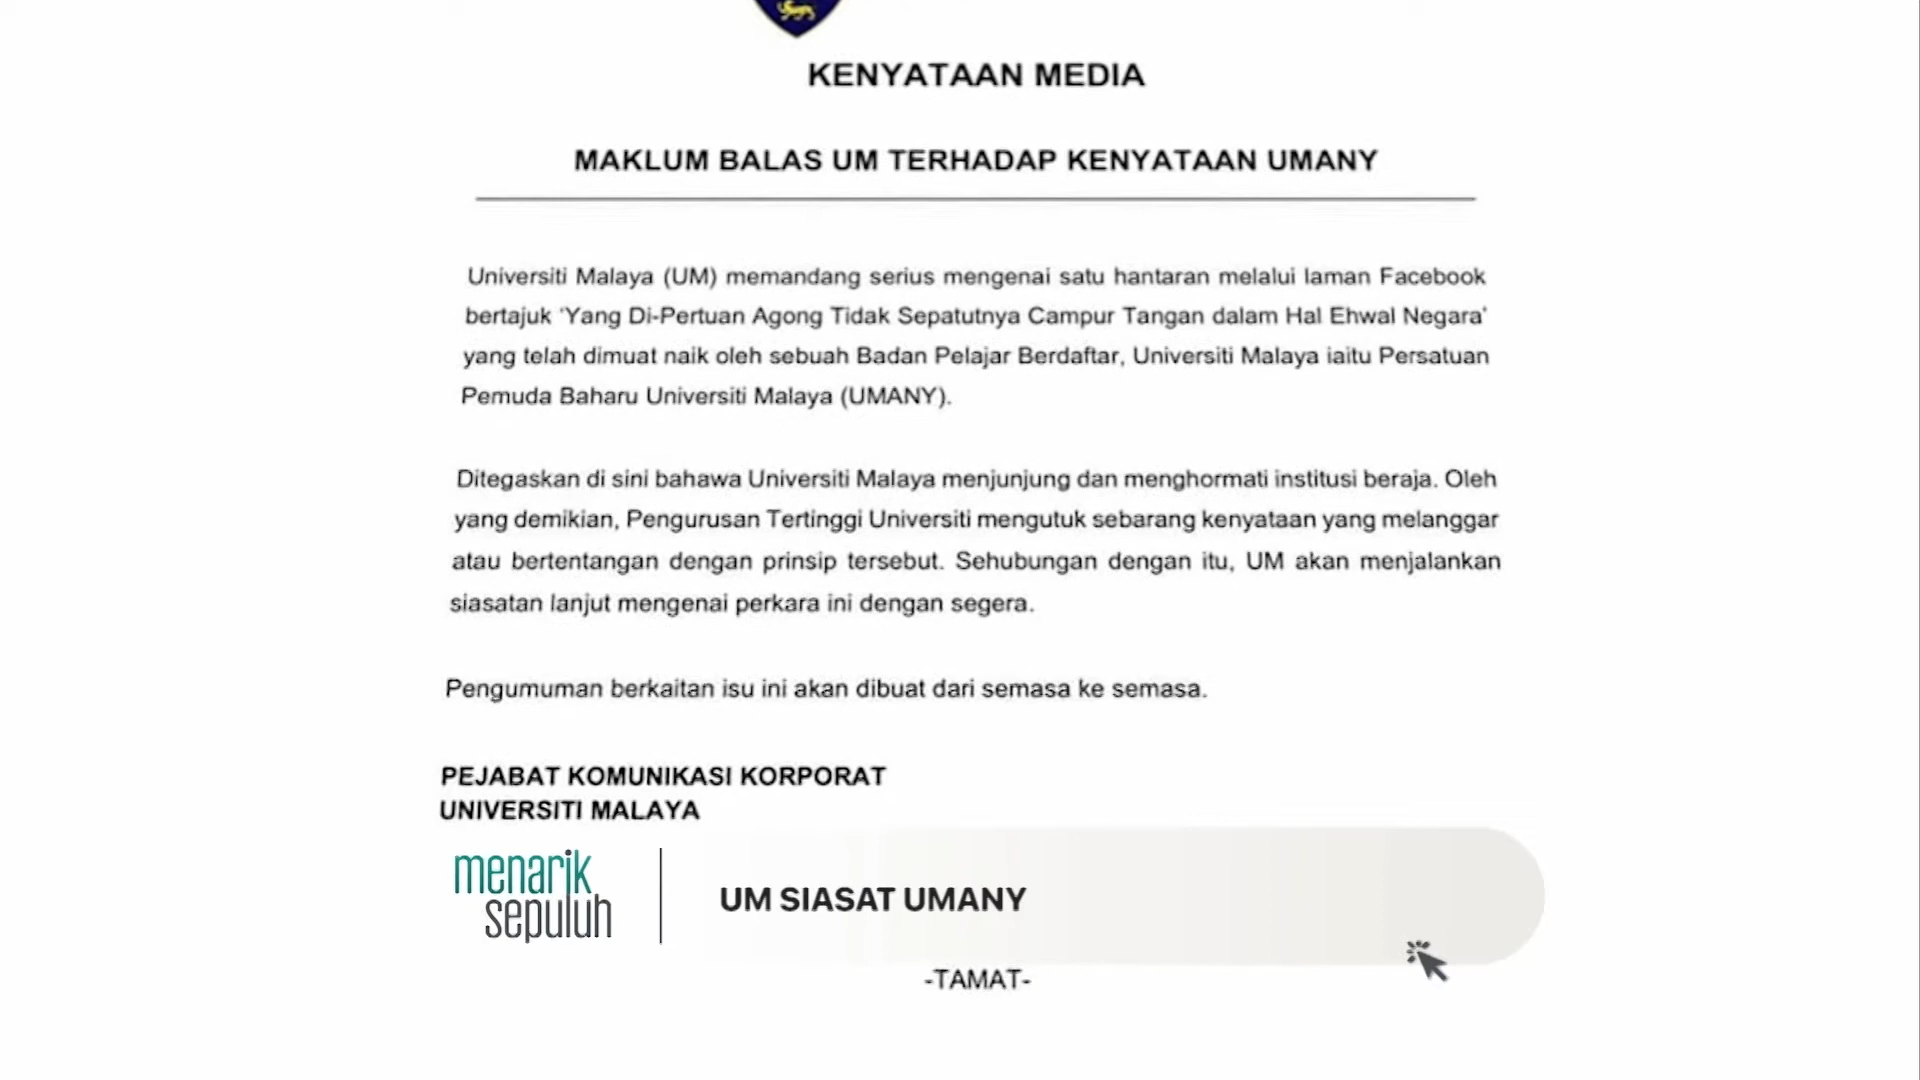 KENYATAAN MEDIA
MAKLUM BALAS UM TERHADAP KENYATAAN UMANY
Universiti Malaya (UM) memandang serius mengenai satu hantaran melalui laman Facebook
bertajuk ‘Yang Di-Pertuan Agong Tidak Sepatutnya Campur Tangan dalam Hal Ehwal Negara’
yang telah dimuat naik oleh sebuah Badan Pelajar Berdaftar, Universiti Malaya iaitu Persatuan
Pemuda Baharu Universiti Malaya (UMANY).
Ditegaskan di sini bahawa Universiti Malaya menjunjung dan menghormati institusi beraja. Oleh
yang demikian, Pengurusan Tertinggi Universiti mengutuk sebarang kenyataan yang melanggar
atau bertentangan dengan prinsip tersebut. Sehubungan dengan itu, UM akan menjalankan
siasatan lanjut mengenai perkara ini dengan segera.
Pengumuman berkaitan isu ini akan dibuat dari semasa ke semasa.
PEJABAT KOMUNIKASI KORPORAT
UNIVERSITI MALAYA
menarik
sepuluh
UM SIASAT UMANY
-TAMAT-